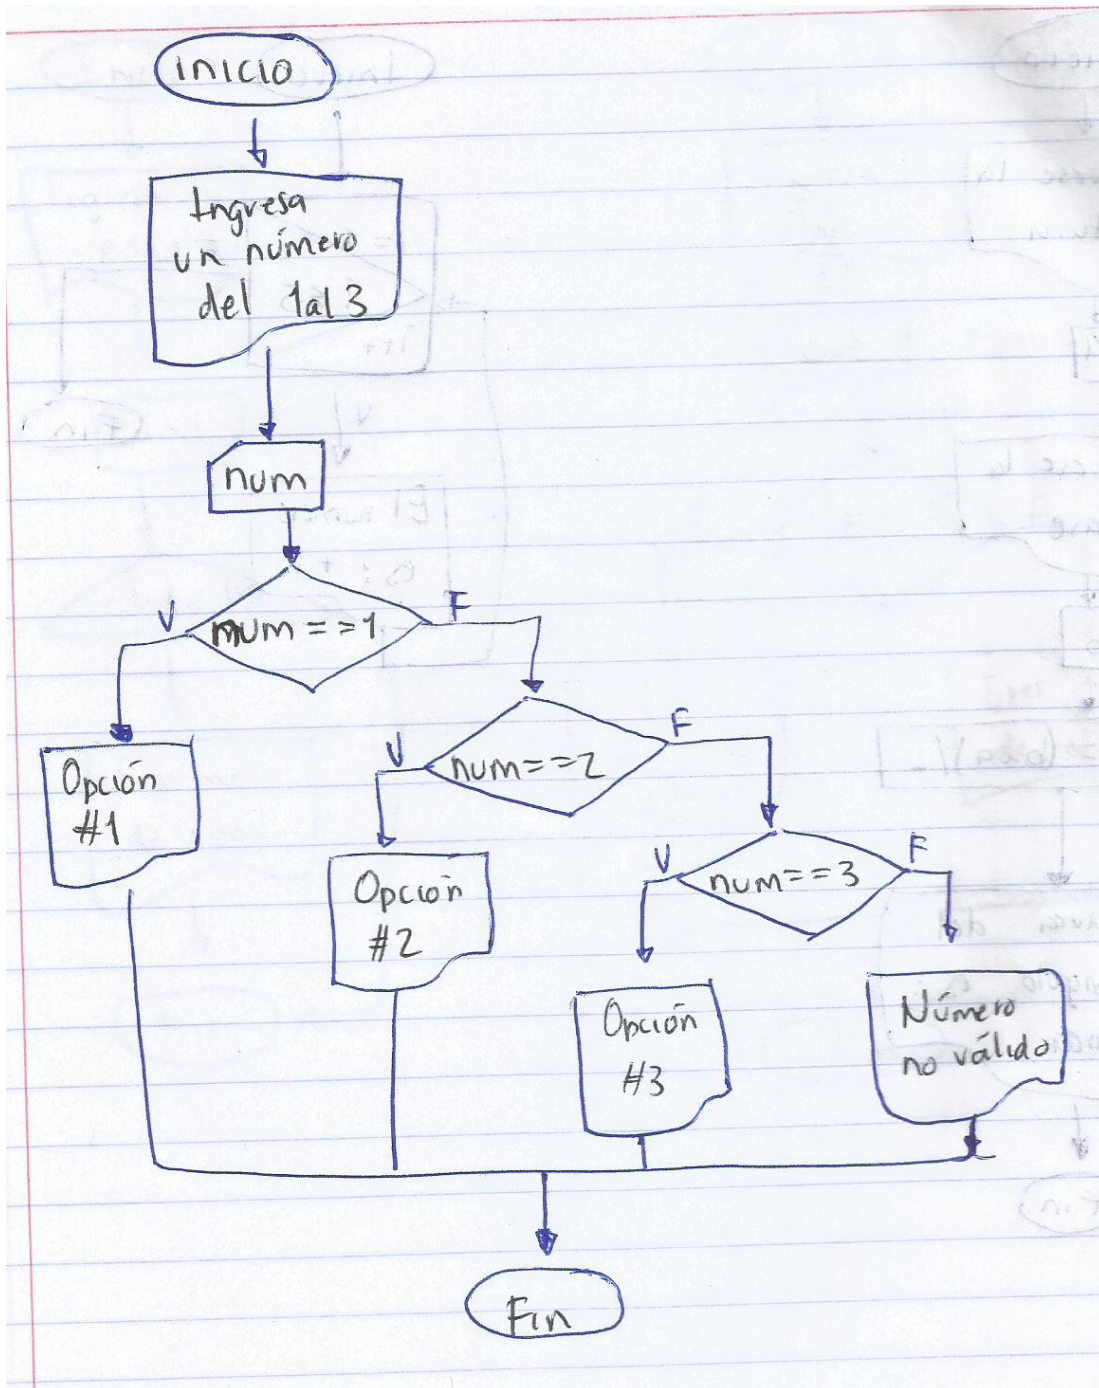 inicio
Ingresa
un número
del 1al 3
num
V
num==1
F
Opción
#1
V
num==2
F
Opción
#2
V
num==3
F
Opción
#3
Número
no válido
Fin